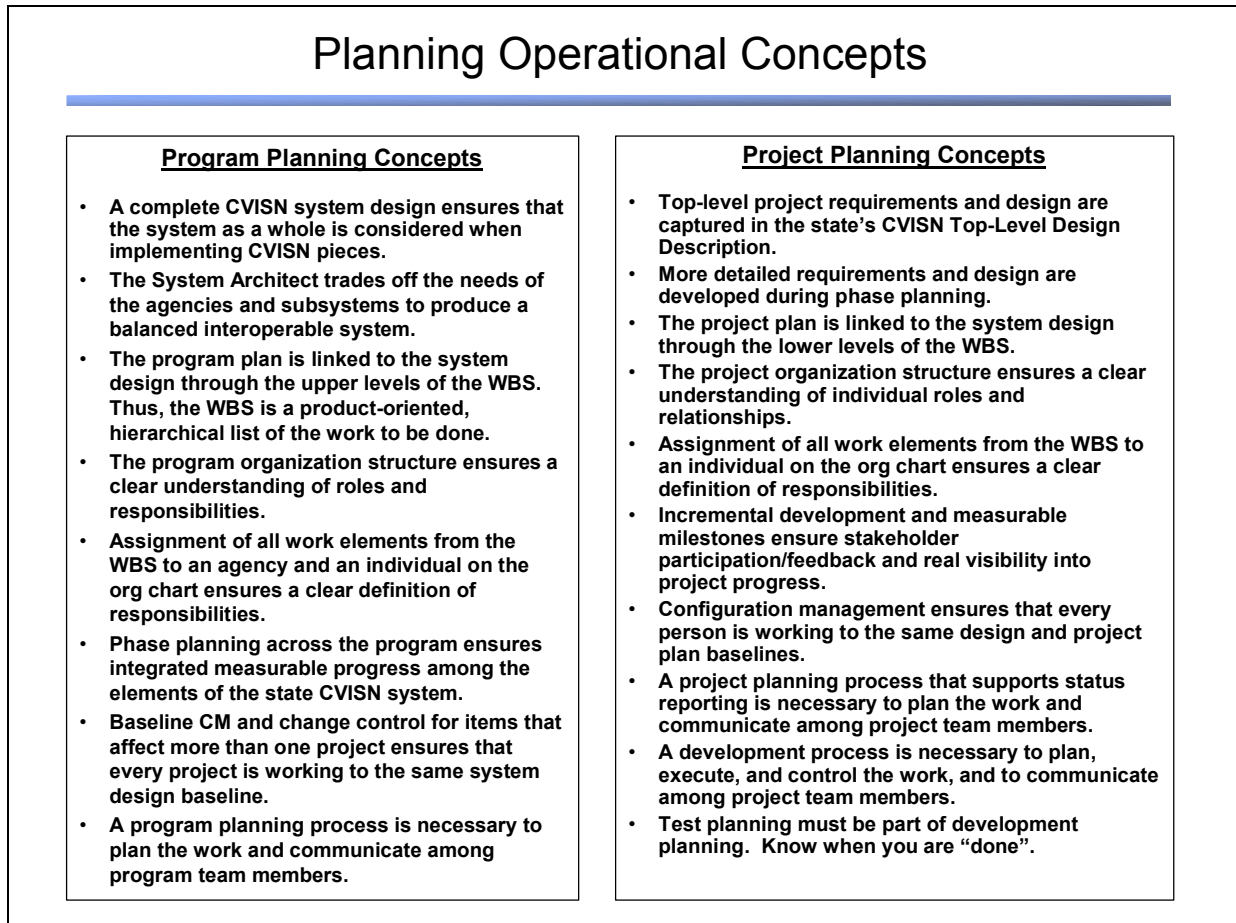 Planning Operational Concepts
Program Planning Concepts
• A complete CVISN system design ensures that
the system as a whole is considered when
implementing CVISN pieces.
• The System Architect trades off the needs of
the agencies and subsystems to produce a
balanced interoperable system.
• The program plan is linked to the system
design through the upper levels of the WBS.
Thus, the WBS is a product-oriented,
hierarchical list of the work to be done.
• The program organization structure ensures a
clear understanding of roles and
responsibilities.
• Assignment of all work elements from the
WBS to an agency and an individual on the
org chart ensures a clear definition of
responsibilities.
• Phase planning across the program ensures
integrated measurable progress among the
elements of the state CVISN system.
• Baseline CM and change control for items that
affect more than one project ensures that
every project is working to the same system
design baseline.
• A program planning process is necessary to
plan the work and communicate among
program team members.
Project Planning Concepts
• Top-level project requirements and design are
captured in the state’s CVISN Top-Level Design
Description.
• More detailed requirements and design are
developed during phase planning.
• The project plan is linked to the system design
through the lower levels of the WBS.
• The project organization structure ensures a clear
understanding of individual roles and
relationships.
• Assignment of all work elements from the WBS to
an individual on the org chart ensures a clear
definition of responsibilities.
• Incremental development and measurable
milestones ensure stakeholder
participation/feedback and real visibility into
project progress.
• Configuration management ensures that every
person is working to the same design and project
plan baselines.
• A project planning process that supports status
reporting is necessary to plan the work and
communicate among project team members.
• A development process is necessary to plan,
execute, and control the work, and to communicate
among project team members.
• Test planning must be part of development
planning.  Know when you are “done”.